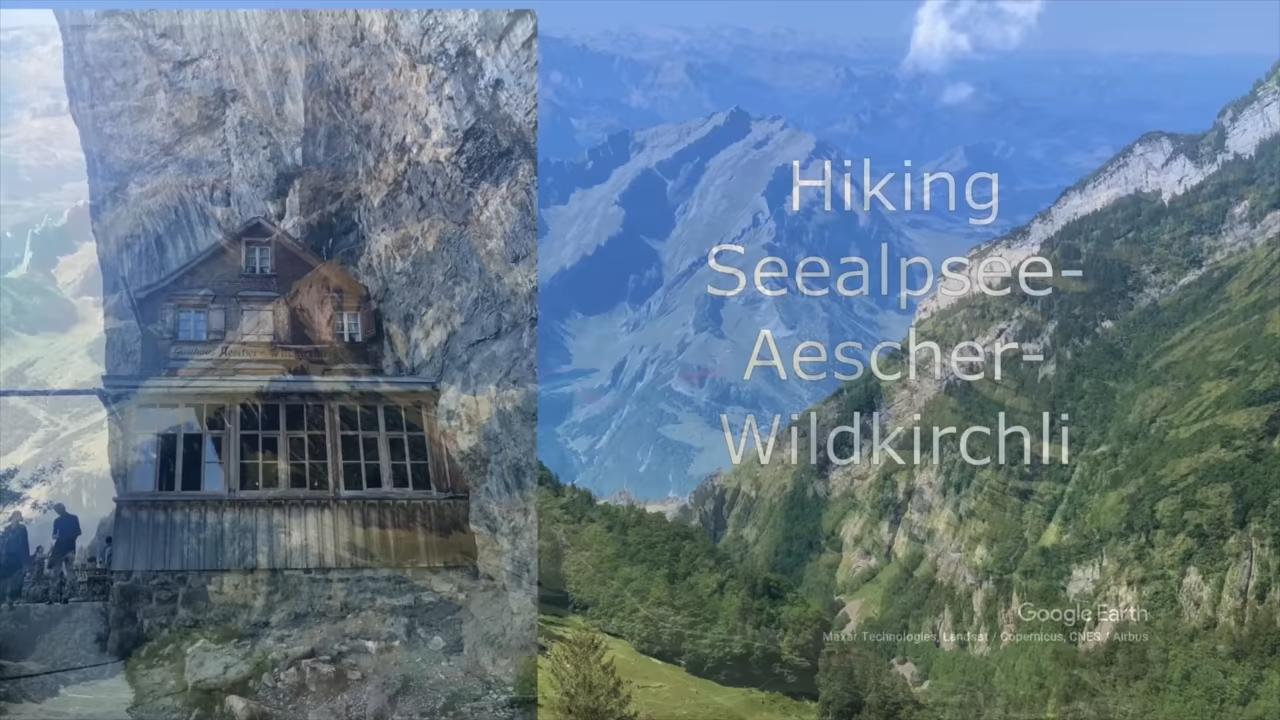 Hiking
Seealpsee-
Aescher-
Wildkirchli
Google Earth
Maxar Technologies, Landsat / Copernicus, CNES / Airbus